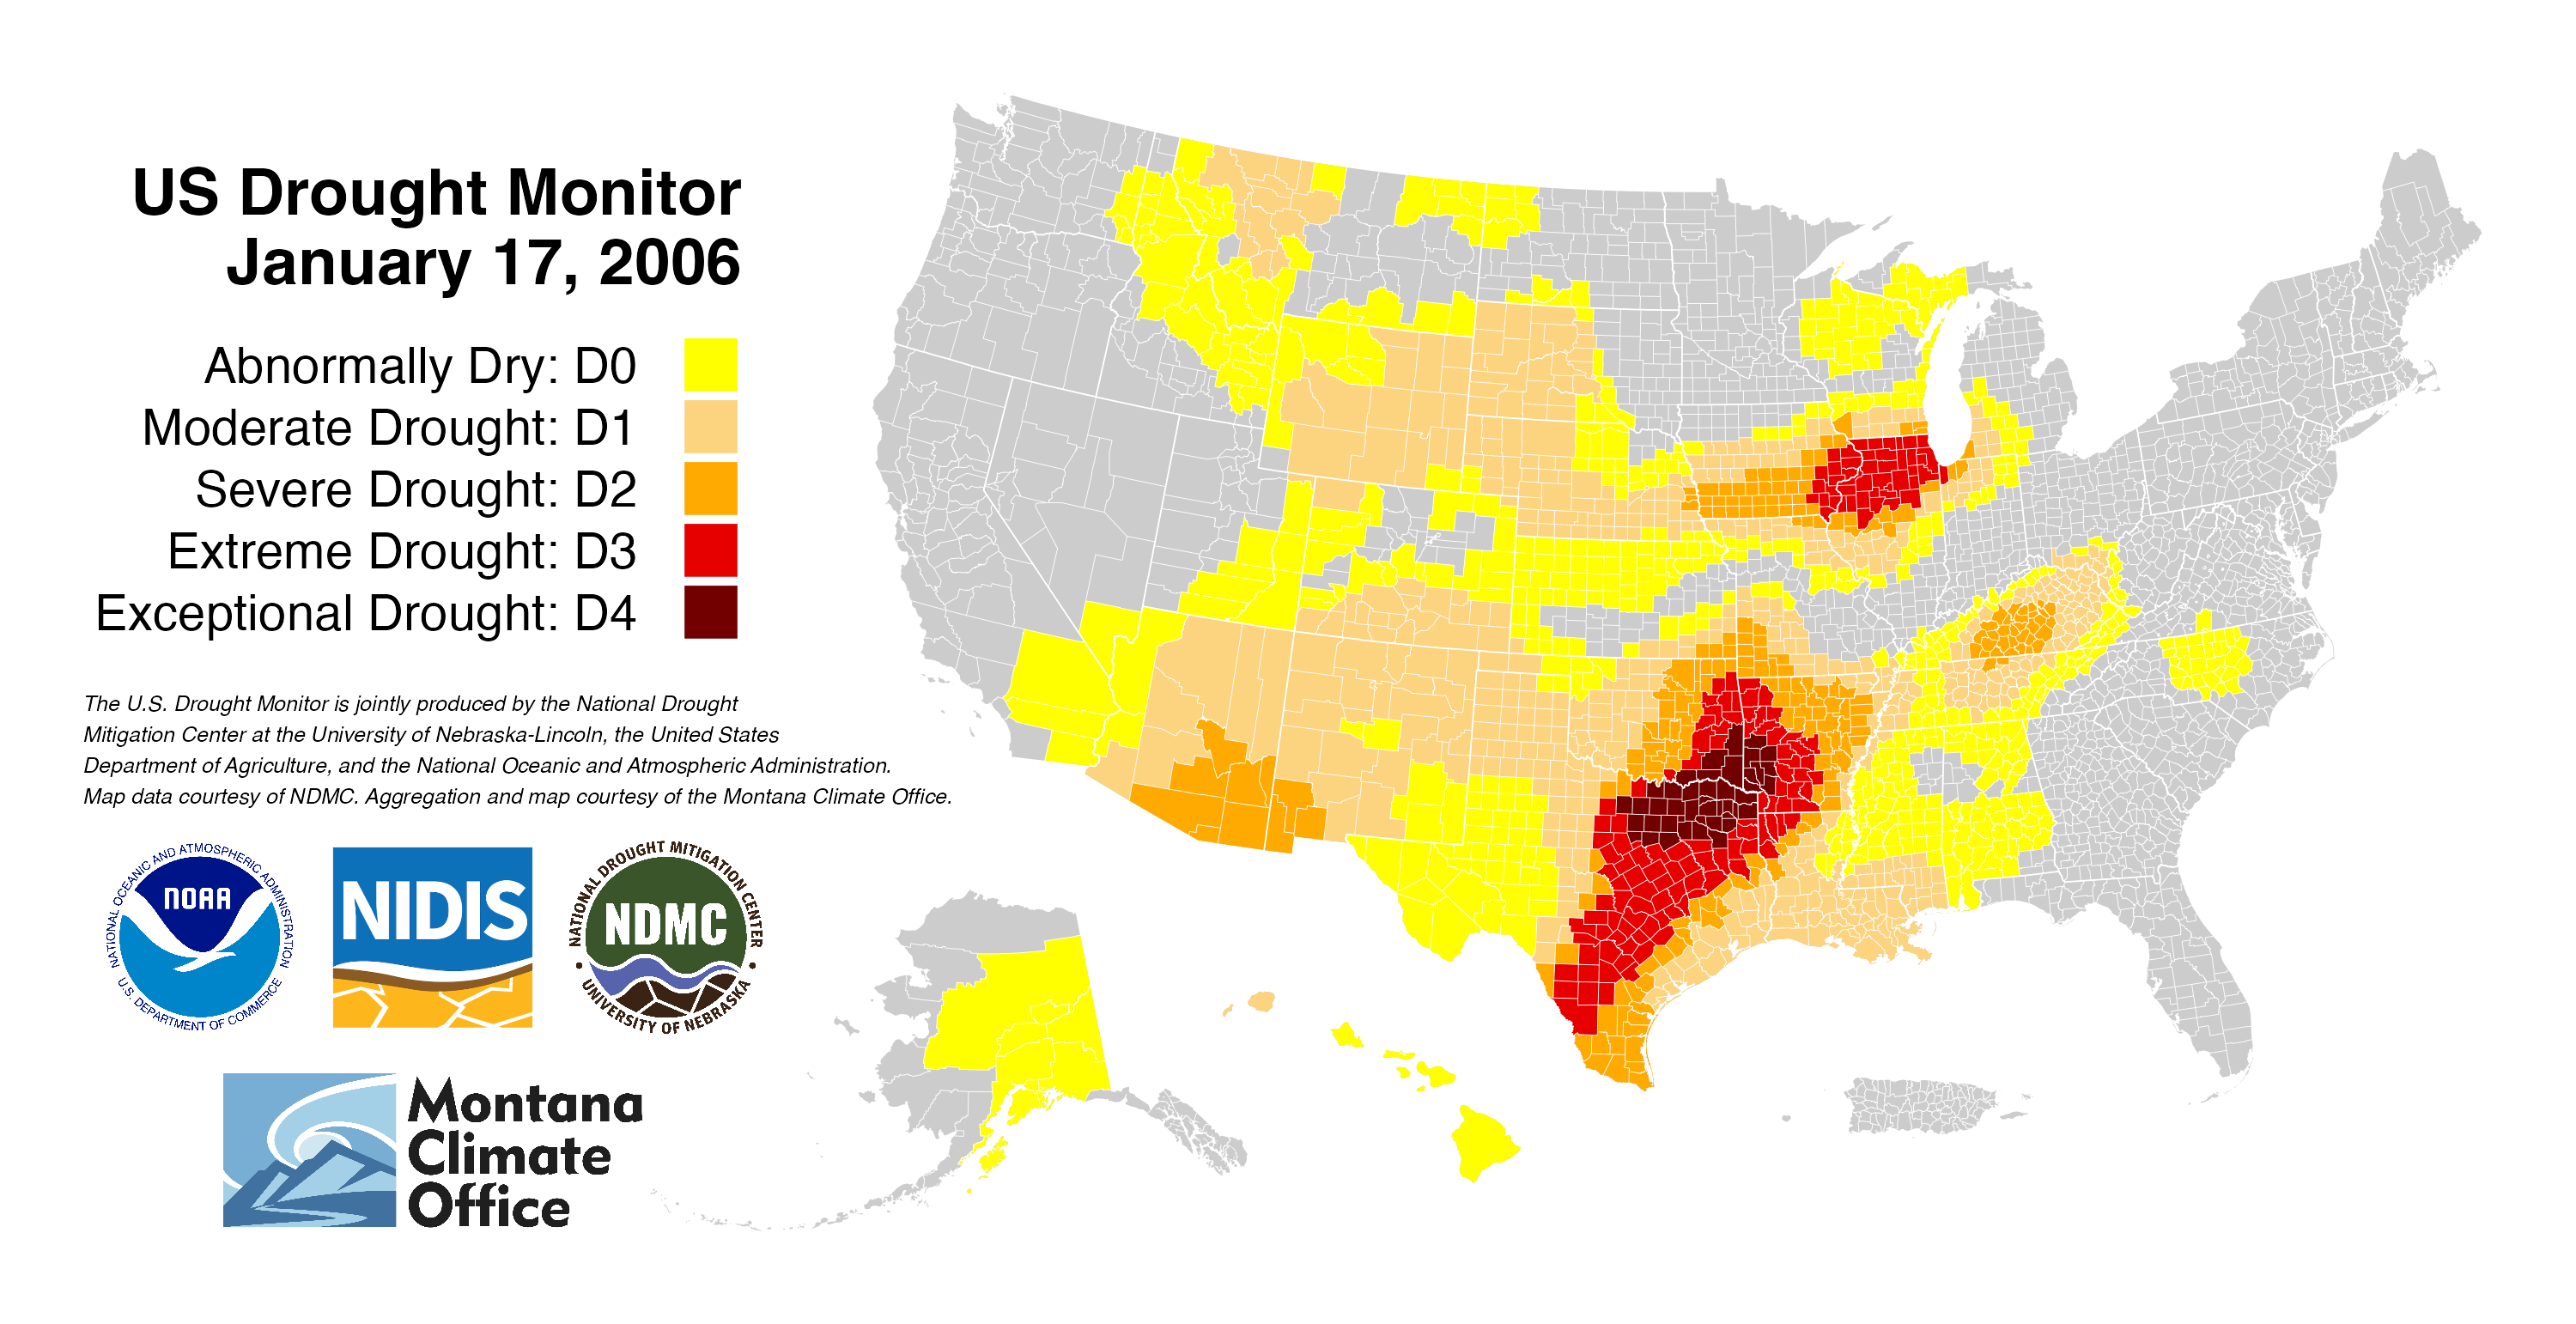 US Drought Monitor
January 17, 2006
Abnormally Dry: D0
Moderate Drought: D1
Severe Drought: D2
Extreme Drought: D3
Exceptional Drought: D4
The U.S. Drought Monitor is jointly produced by the National Drought
Mitigation Center at the University of Nebraska-Lincoln, the United States
Department of Agriculture, and the National Oceanic and Atmospheric Administration.
Map data courtesy of NDMC. Aggregation and map courtesy of the Montana Climate Office.
NATIONAL OCEANIC AND ATMOSPHERIC ADMINISTRATION
NOAA
U.S. DEPARTMENT OF COMMERCE
NIDIS
NATIONAL DROUGHT MITIGATION CENTER
NDMC
UNIVERSITY OF NEBRASKA
Montana
Climate
Office